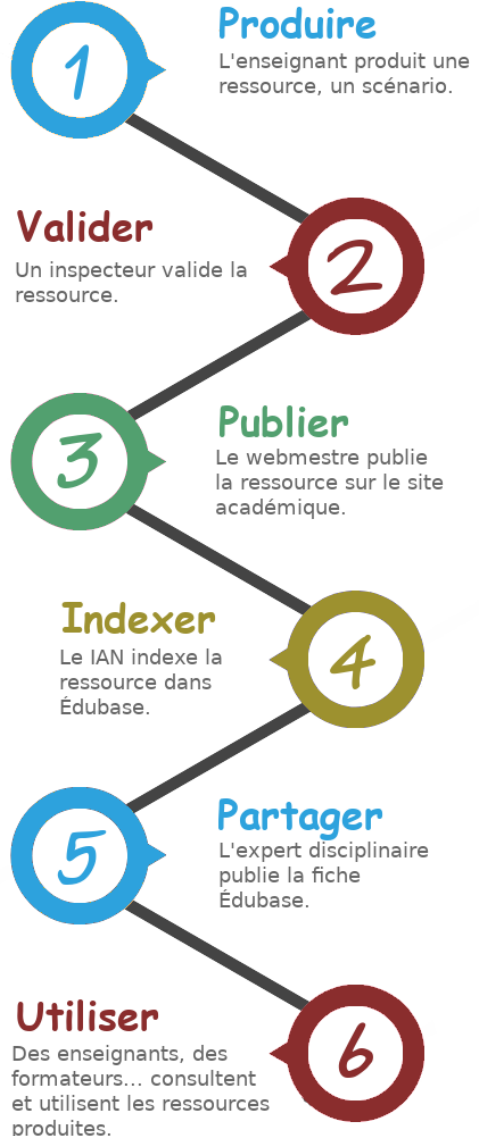 1
Produire
L'enseignant produit une
ressource, un scénario.
Valider
Un inspecteur valide la
ressource.
2
3
Publier
Le webmestre publie
la ressource sur le site
académique.
Indexer
Le IAN indexe la
ressource dans
Édubase.
4
5
Partager
L'expert disciplinaire
publie la fiche
Édubase.
Utiliser
Des enseignants, des
formateurs... consultent
et utilisent les ressources
produites.
6